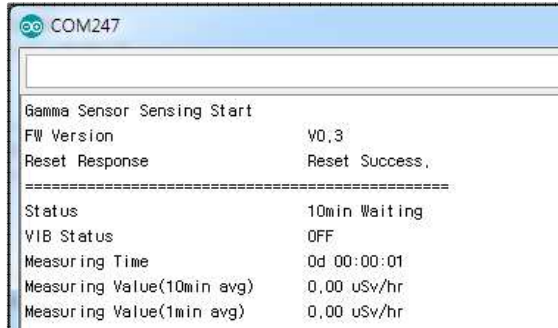 COM247
Gamma Sensor Sensing Start
FW Version V0.3
Reset Response Reset Success.
================================================
Status 10min Waiting
VIB Status OFF
Measuring Time 0d 00:00:01
Measuring Value(10min avg) 0.00 uSv/hr
Measuring Value(1min avg) 0.00 uSv/hr